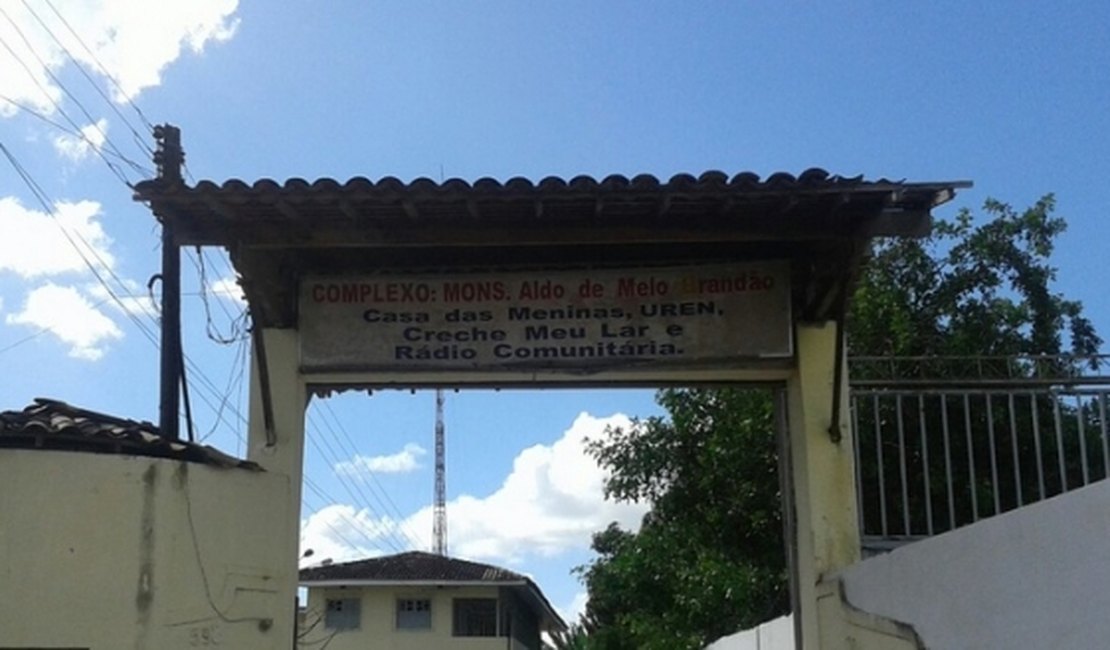 COMPLEXO: MONS. Aldo de Melo Brandão
Casa das Meninas, UREN,
Creche Meu Lar e
Rádio Comunitária.